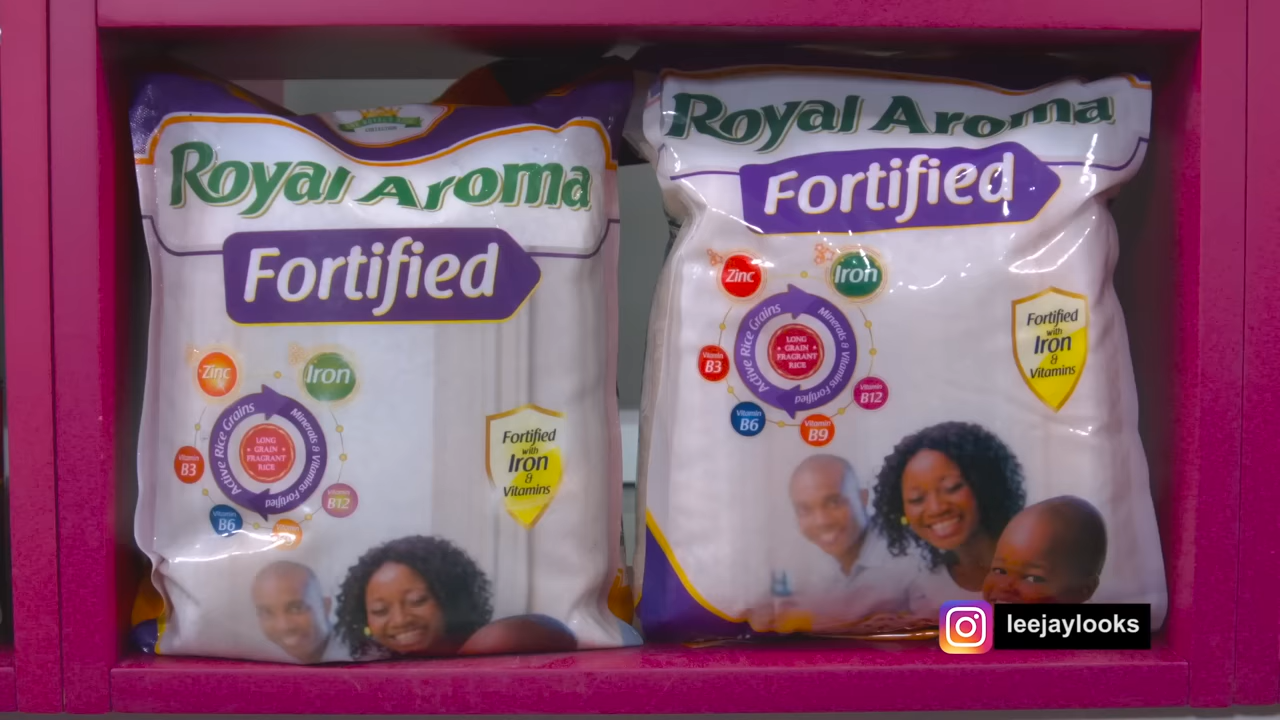 Royal Aroma
Fortified
Zinc
Iron
Vitamin
B3
Active Rice Grains
Minerals & Vitamins Fortified
LONG
GRAIN
FRAGRANT
RICE
Vitamin
B6
Vitamin
B12
Fortified
with
Iron
&
Vitamins
Royal Aroma
Fortified
Zinc
Iron
Vitamin
B3
Active Rice Grains
Minerals & Vitamins Fortified
LONG
GRAIN
FRAGRANT
RICE
Vitamin
B6
Vitamin
B9
Vitamin
B12
Fortified
with
Iron
&
Vitamins
leejaylooks